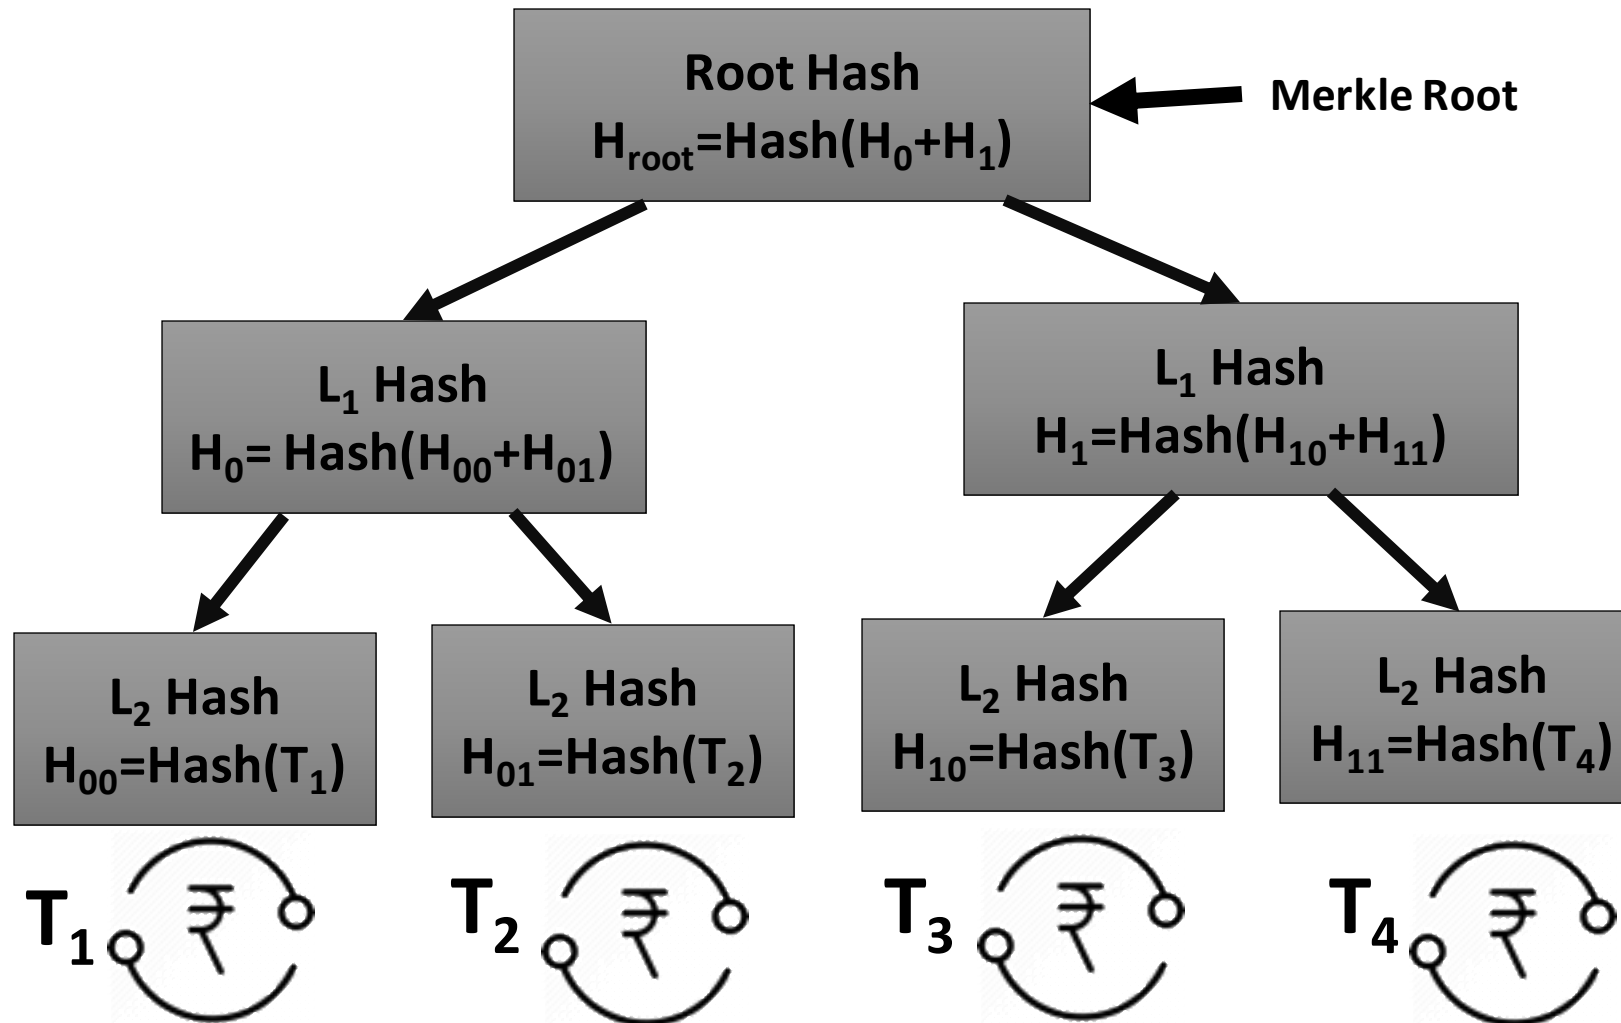 Root Hash
H_root=Hash(H₀+H₁)
Merkle Root
L₁ Hash
H₀= Hash(H₀₀+H₀₁)
L₁ Hash
H₁=Hash(H₁₀+H₁₁)
L₂ Hash
H₀₀=Hash(T₁)
L₂ Hash
H₀₁=Hash(T₂)
L₂ Hash
H₁₀=Hash(T₃)
L₂ Hash
H₁₁=Hash(T₄)
T₁ ₹
T₂ ₹
T₃ ₹
T₄ ₹